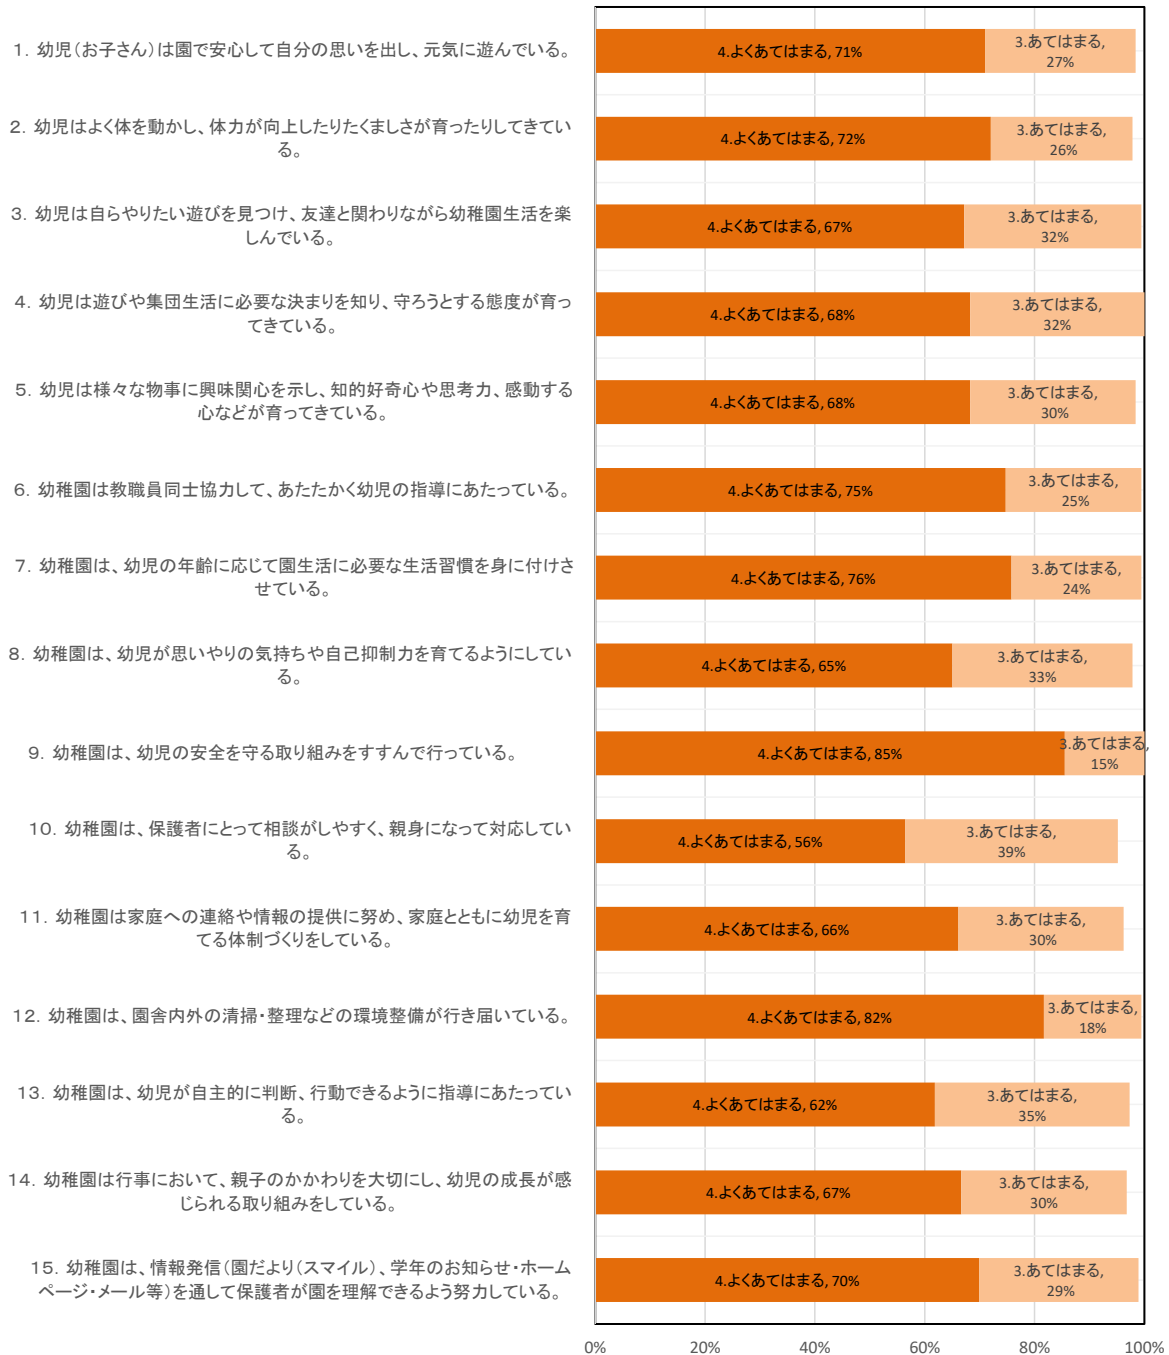 1．幼児（お子さん）は園で安心して自分の思いを出し、元気に遊んでいる。
4.よくあてはまる, 71%
3.あてはまる,
27%
2．幼児はよく体を動かし、体力が向上したりたくましさが育ったりしてきてい
る。
4.よくあてはまる, 72%
3.あてはまる,
26%
3．幼児は自らやりたい遊びを見つけ、友達と関わりながら幼稚園生活を楽
しんでいる。
4.よくあてはまる, 67%
3.あてはまる,
32%
4．幼児は遊びや集団生活に必要な決まりを知り、守ろうとする態度が育っ
てきている。
4.よくあてはまる, 68%
3.あてはまる,
32%
5．幼児は様々な物事に興味関心を示し、知的好奇心や思考力、感動する
心などが育ってきている。
4.よくあてはまる, 68%
3.あてはまる,
30%
6．幼稚園は教職員同士協力して、あたたかく幼児の指導にあたっている。
4.よくあてはまる, 75%
3.あてはまる,
25%
7．幼稚園は、幼児の年齢に応じて園生活に必要な生活習慣を身に付けさ
せている。
4.よくあてはまる, 76%
3.あてはまる,
24%
8．幼稚園は、幼児が思いやりの気持ちや自己抑制力を育てるようにしてい
る。
4.よくあてはまる, 65%
3.あてはまる,
33%
9．幼稚園は、幼児の安全を守る取り組みをすすんで行っている。
4.よくあてはまる, 85%
3.あてはまる,
15%
10．幼稚園は、保護者にとって相談がしやすく、親身になって対応してい
る。
4.よくあてはまる, 56%
3.あてはまる,
39%
11．幼稚園は家庭への連絡や情報の提供に努め、家庭とともに幼児を育
てる体制づくりをしている。
4.よくあてはまる, 66%
3.あてはまる,
30%
12．幼稚園は、園舎内外の清掃・整理などの環境整備が行き届いている。
4.よくあてはまる, 82%
3.あてはまる,
18%
13．幼稚園は、幼児が自主的に判断、行動できるように指導にあたってい
る。
4.よくあてはまる, 62%
3.あてはまる,
35%
14．幼稚園は行事において、親子のかかわりを大切にし、幼児の成長が感
じられる取り組みをしている。
4.よくあてはまる, 67%
3.あてはまる,
30%
15．幼稚園は、情報発信（園だより（スマイル）、学年のお知らせ・ホーム
ページ・メール等）を通して保護者が園を理解できるよう努力している。
4.よくあてはまる, 70%
3.あてはまる,
29%
0% 20% 40% 60% 80% 100%